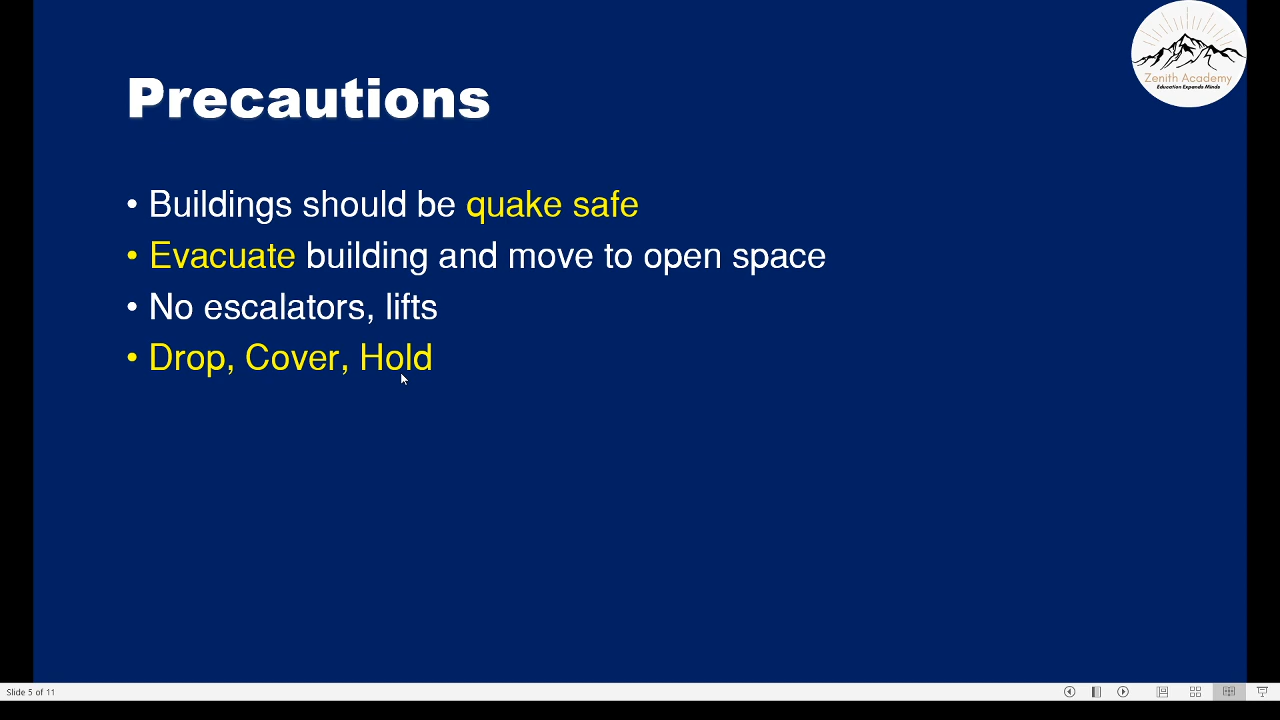 Zenith Academy
Education Expends Minds
Precautions
• Buildings should be quake safe
• Evacuate building and move to open space
• No escalators, lifts
• Drop, Cover, Hold
Slide 5 of 11